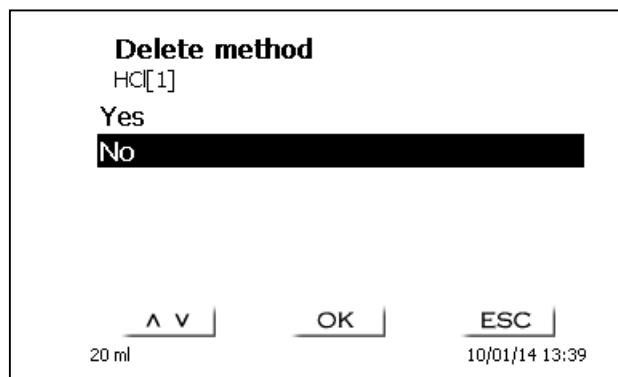 Delete method
HCl[1]
Yes
No
∧ ∨ OK ESC
20 ml 10/01/14 13:39